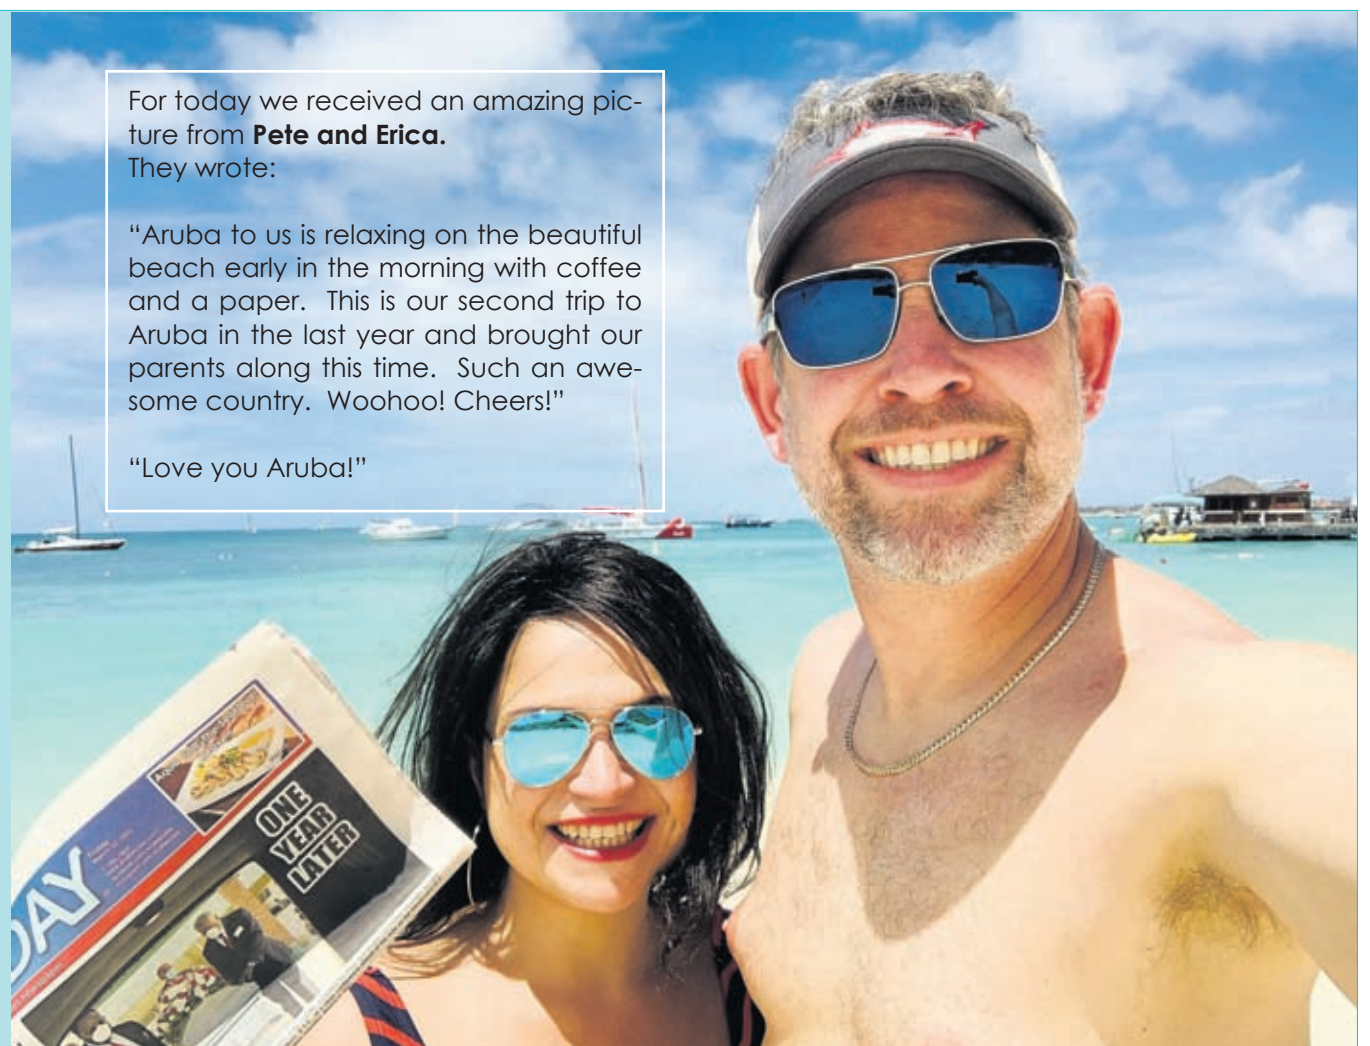 For today we received an amazing pic-
ture from Pete and Erica.
They wrote:
“Aruba to us is relaxing on the beautiful
beach early in the morning with coffee
and a paper.  This is our second trip to
Aruba in the last year and brought our
parents along this time.  Such an awe-
some country.  Woohoo! Cheers!”
“Love you Aruba!”
ONE
YEAR
LATER
DAY